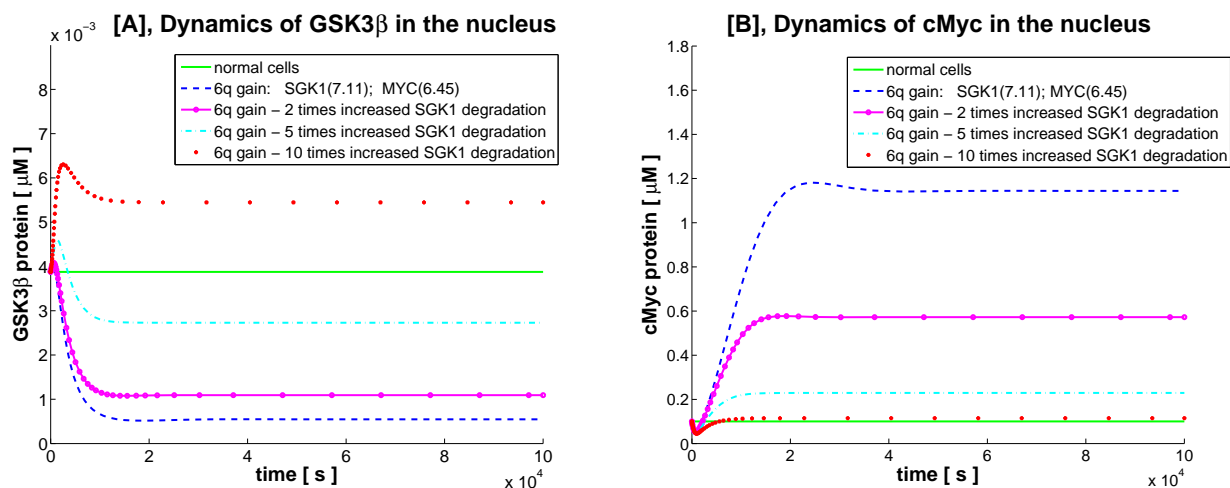 [A], Dynamics of GSK3β in the nucleus
x 10⁻³
8
7
6
5
4
3
2
1
0
GSK3β protein [ μM ]
normal cells
6q gain: SGK1(7.11); MYC(6.45)
6q gain − 2 times increased SGK1 degradation
6q gain − 5 times increased SGK1 degradation
6q gain − 10 times increased SGK1 degradation
0 2 4 6 8 10
time [ s ]
x 10⁴
[B], Dynamics of cMyc in the nucleus
1.8
1.6
1.4
1.2
1
0.8
0.6
0.4
0.2
0
cMyc protein [ μM ]
normal cells
6q gain: SGK1(7.11); MYC(6.45)
6q gain − 2 times increased SGK1 degradation
6q gain − 5 times increased SGK1 degradation
6q gain − 10 times increased SGK1 degradation
0 2 4 6 8 10
time [ s ]
x 10⁴